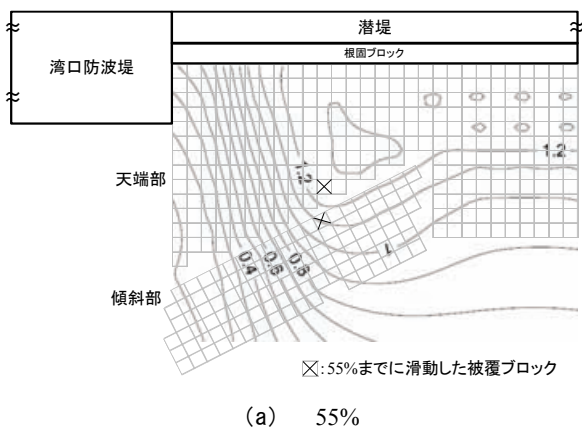 潜堤
根固ブロック
湾口防波堤
1.2
1.2
天端部
1
0.4 0.6 0.8
傾斜部
☒:55%までに滑動した被覆ブロック
(a) 55%